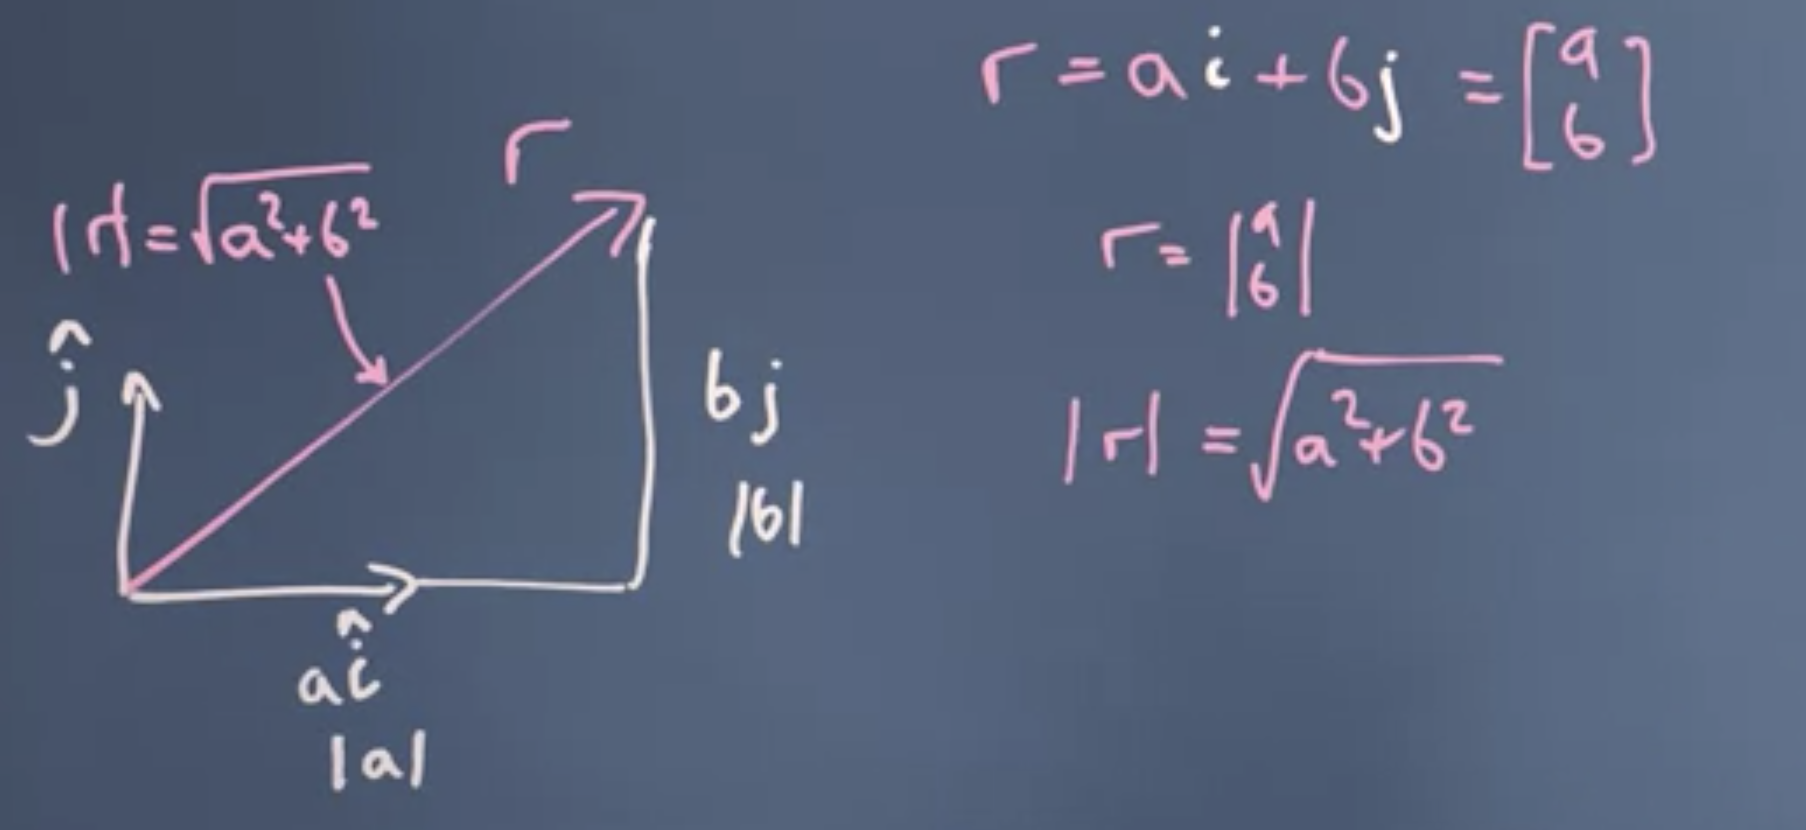 r = ai + bj = [a b]
r
|r| = √a²+b²
r = |a b|
ĵ
bj
|r| = √a²+b²
|b|
aî
|a|